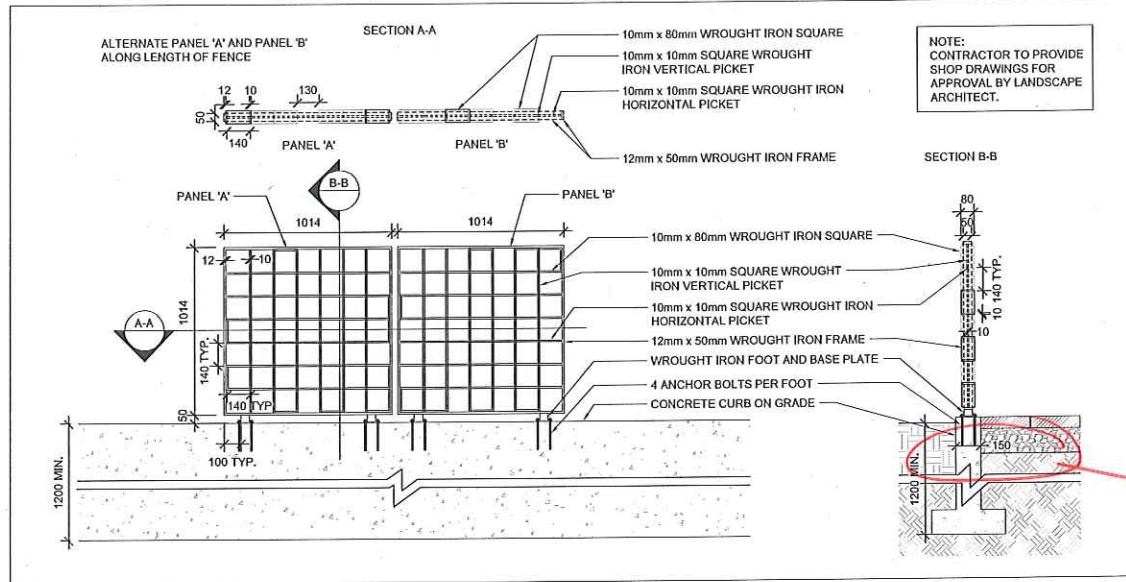 ALTERNATE PANEL 'A' AND PANEL 'B'
ALONG LENGTH OF FENCE
SECTION A-A
10mm x 80mm WROUGHT IRON SQUARE
10mm x 10mm SQUARE WROUGHT
IRON VERTICAL PICKET
10mm x 10mm SQUARE WROUGHT IRON
HORIZONTAL PICKET
12mm x 50mm WROUGHT IRON FRAME
NOTE:
CONTRACTOR TO PROVIDE
SHOP DRAWINGS FOR
APPROVAL BY LANDSCAPE
ARCHITECT.
12
10
130
50
140
PANEL 'A'
PANEL 'B'
SECTION B-B
B-B
PANEL 'A'
PANEL 'B'
1014
1014
12
10
1014
A-A
140 TYP.
140 TYP
50
100 TYP.
1200 MIN.
10mm x 80mm WROUGHT IRON SQUARE
10mm x 10mm SQUARE WROUGHT
IRON VERTICAL PICKET
10mm x 10mm SQUARE WROUGHT IRON
HORIZONTAL PICKET
12mm x 50mm WROUGHT IRON FRAME
WROUGHT IRON FOOT AND BASE PLATE
4 ANCHOR BOLTS PER FOOT
CONCRETE CURB ON GRADE
80
50
140 TYP.
10
10
150
1200 MIN.